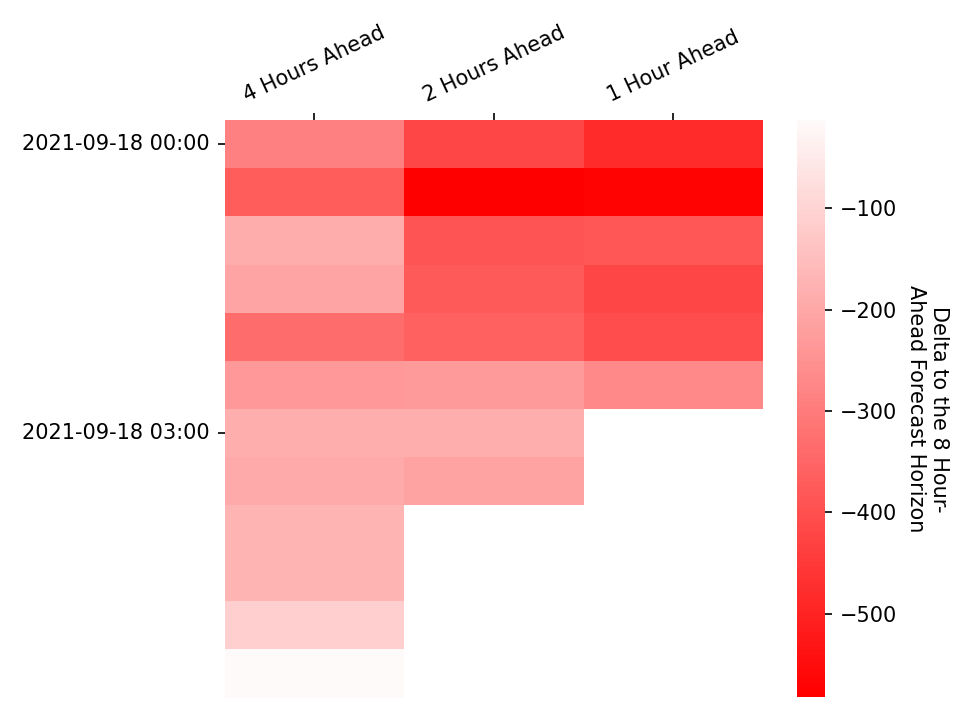 4 Hours Ahead
2 Hours Ahead
1 Hour Ahead
2021-09-18 00:00
2021-09-18 03:00
−100
−200
−300
−400
−500
Delta to the 8 Hour-
Ahead Forecast Horizon